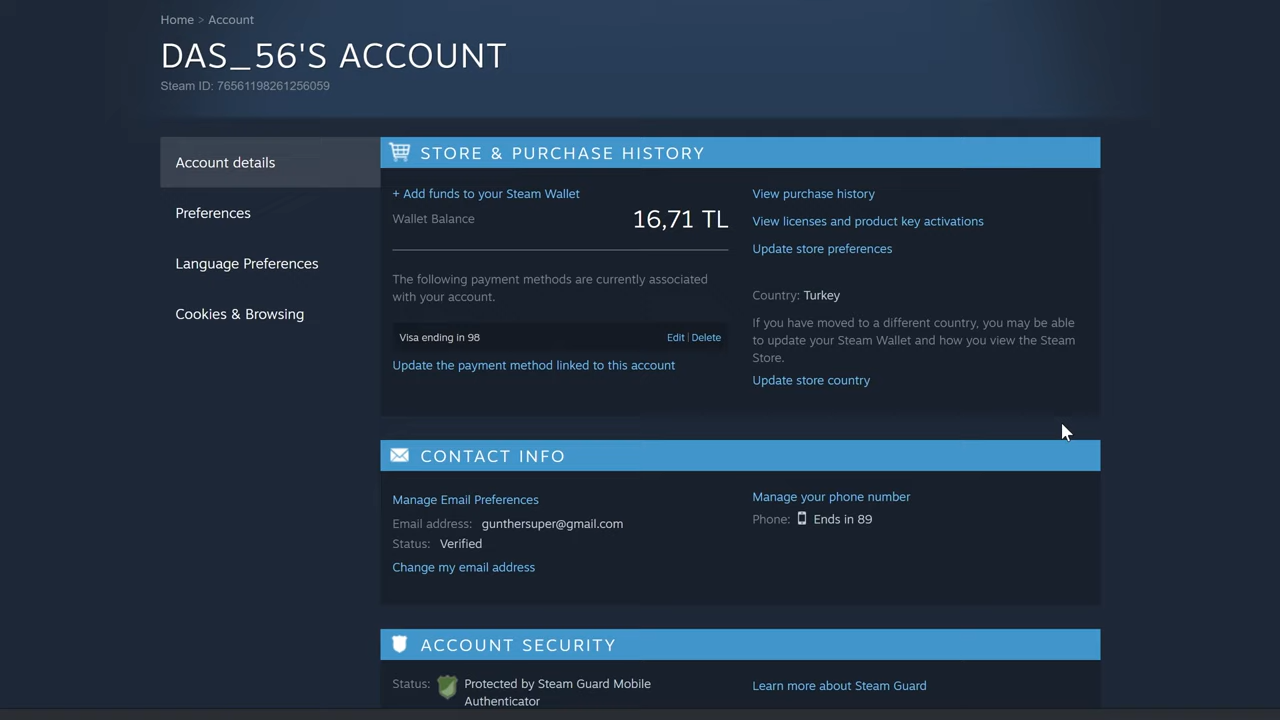 Home > Account
DAS_56'S ACCOUNT
Steam ID: 76561198261256059
Account details
Preferences
Language Preferences
Cookies & Browsing
STORE & PURCHASE HISTORY
+ Add funds to your Steam Wallet
Wallet Balance 16,71 TL
The following payment methods are currently associated
with your account.
Visa ending in 98 Edit | Delete
Update the payment method linked to this account
View purchase history
View licenses and product key activations
Update store preferences
Country: Turkey
If you have moved to a different country, you may be able
to update your Steam Wallet and how you view the Steam
Store.
Update store country
CONTACT INFO
Manage Email Preferences
Email address: gunthersuper@gmail.com
Status: Verified
Change my email address
Manage your phone number
Phone: Ends in 89
ACCOUNT SECURITY
Status: Protected by Steam Guard Mobile
Authenticator
Learn more about Steam Guard